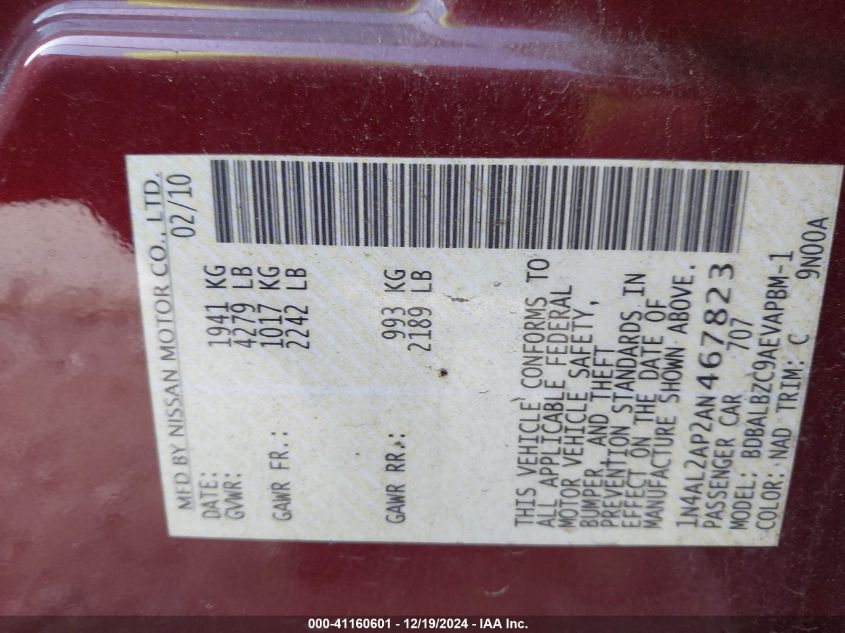 MFD BY NISSAN MOTOR CO., LTD.
DATE: 02/10
GVWR: 1941 KG
4279 LB
GAWR FR.: 1017 KG
2242 LB
GAWR RR.: 993 KG
2189 LB
THIS VEHICLE CONFORMS TO
ALL APPLICABLE FEDERAL
MOTOR VEHICLE SAFETY,
BUMPER, AND THEFT
PREVENTION STANDARDS IN
EFFECT ON THE DATE OF
MANUFACTURE SHOWN ABOVE.
1N4AL2AP2AN467823
PASSENGER CAR 707
MODEL: BDBALBZC9AEVAPBM-1
COLOR: NAD TRIM: C 9N00A
000-41160601 - 12/19/2024 - IAA Inc.